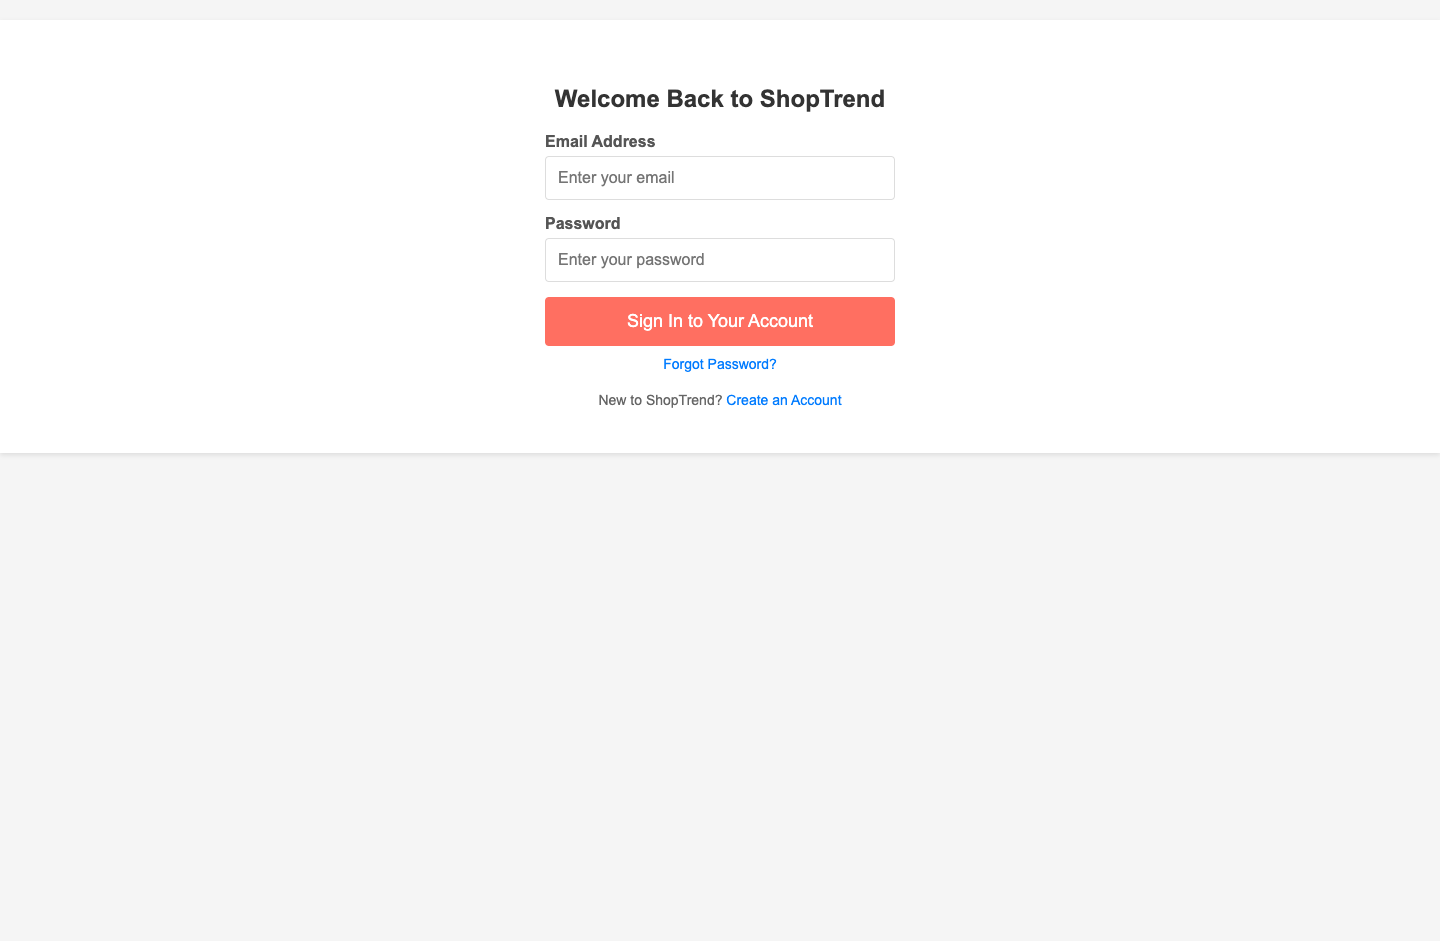 Welcome Back to ShopTrend
Email Address
Enter your email
Password
Enter your password
Sign In to Your Account
Forgot Password?
New to ShopTrend? Create an Account